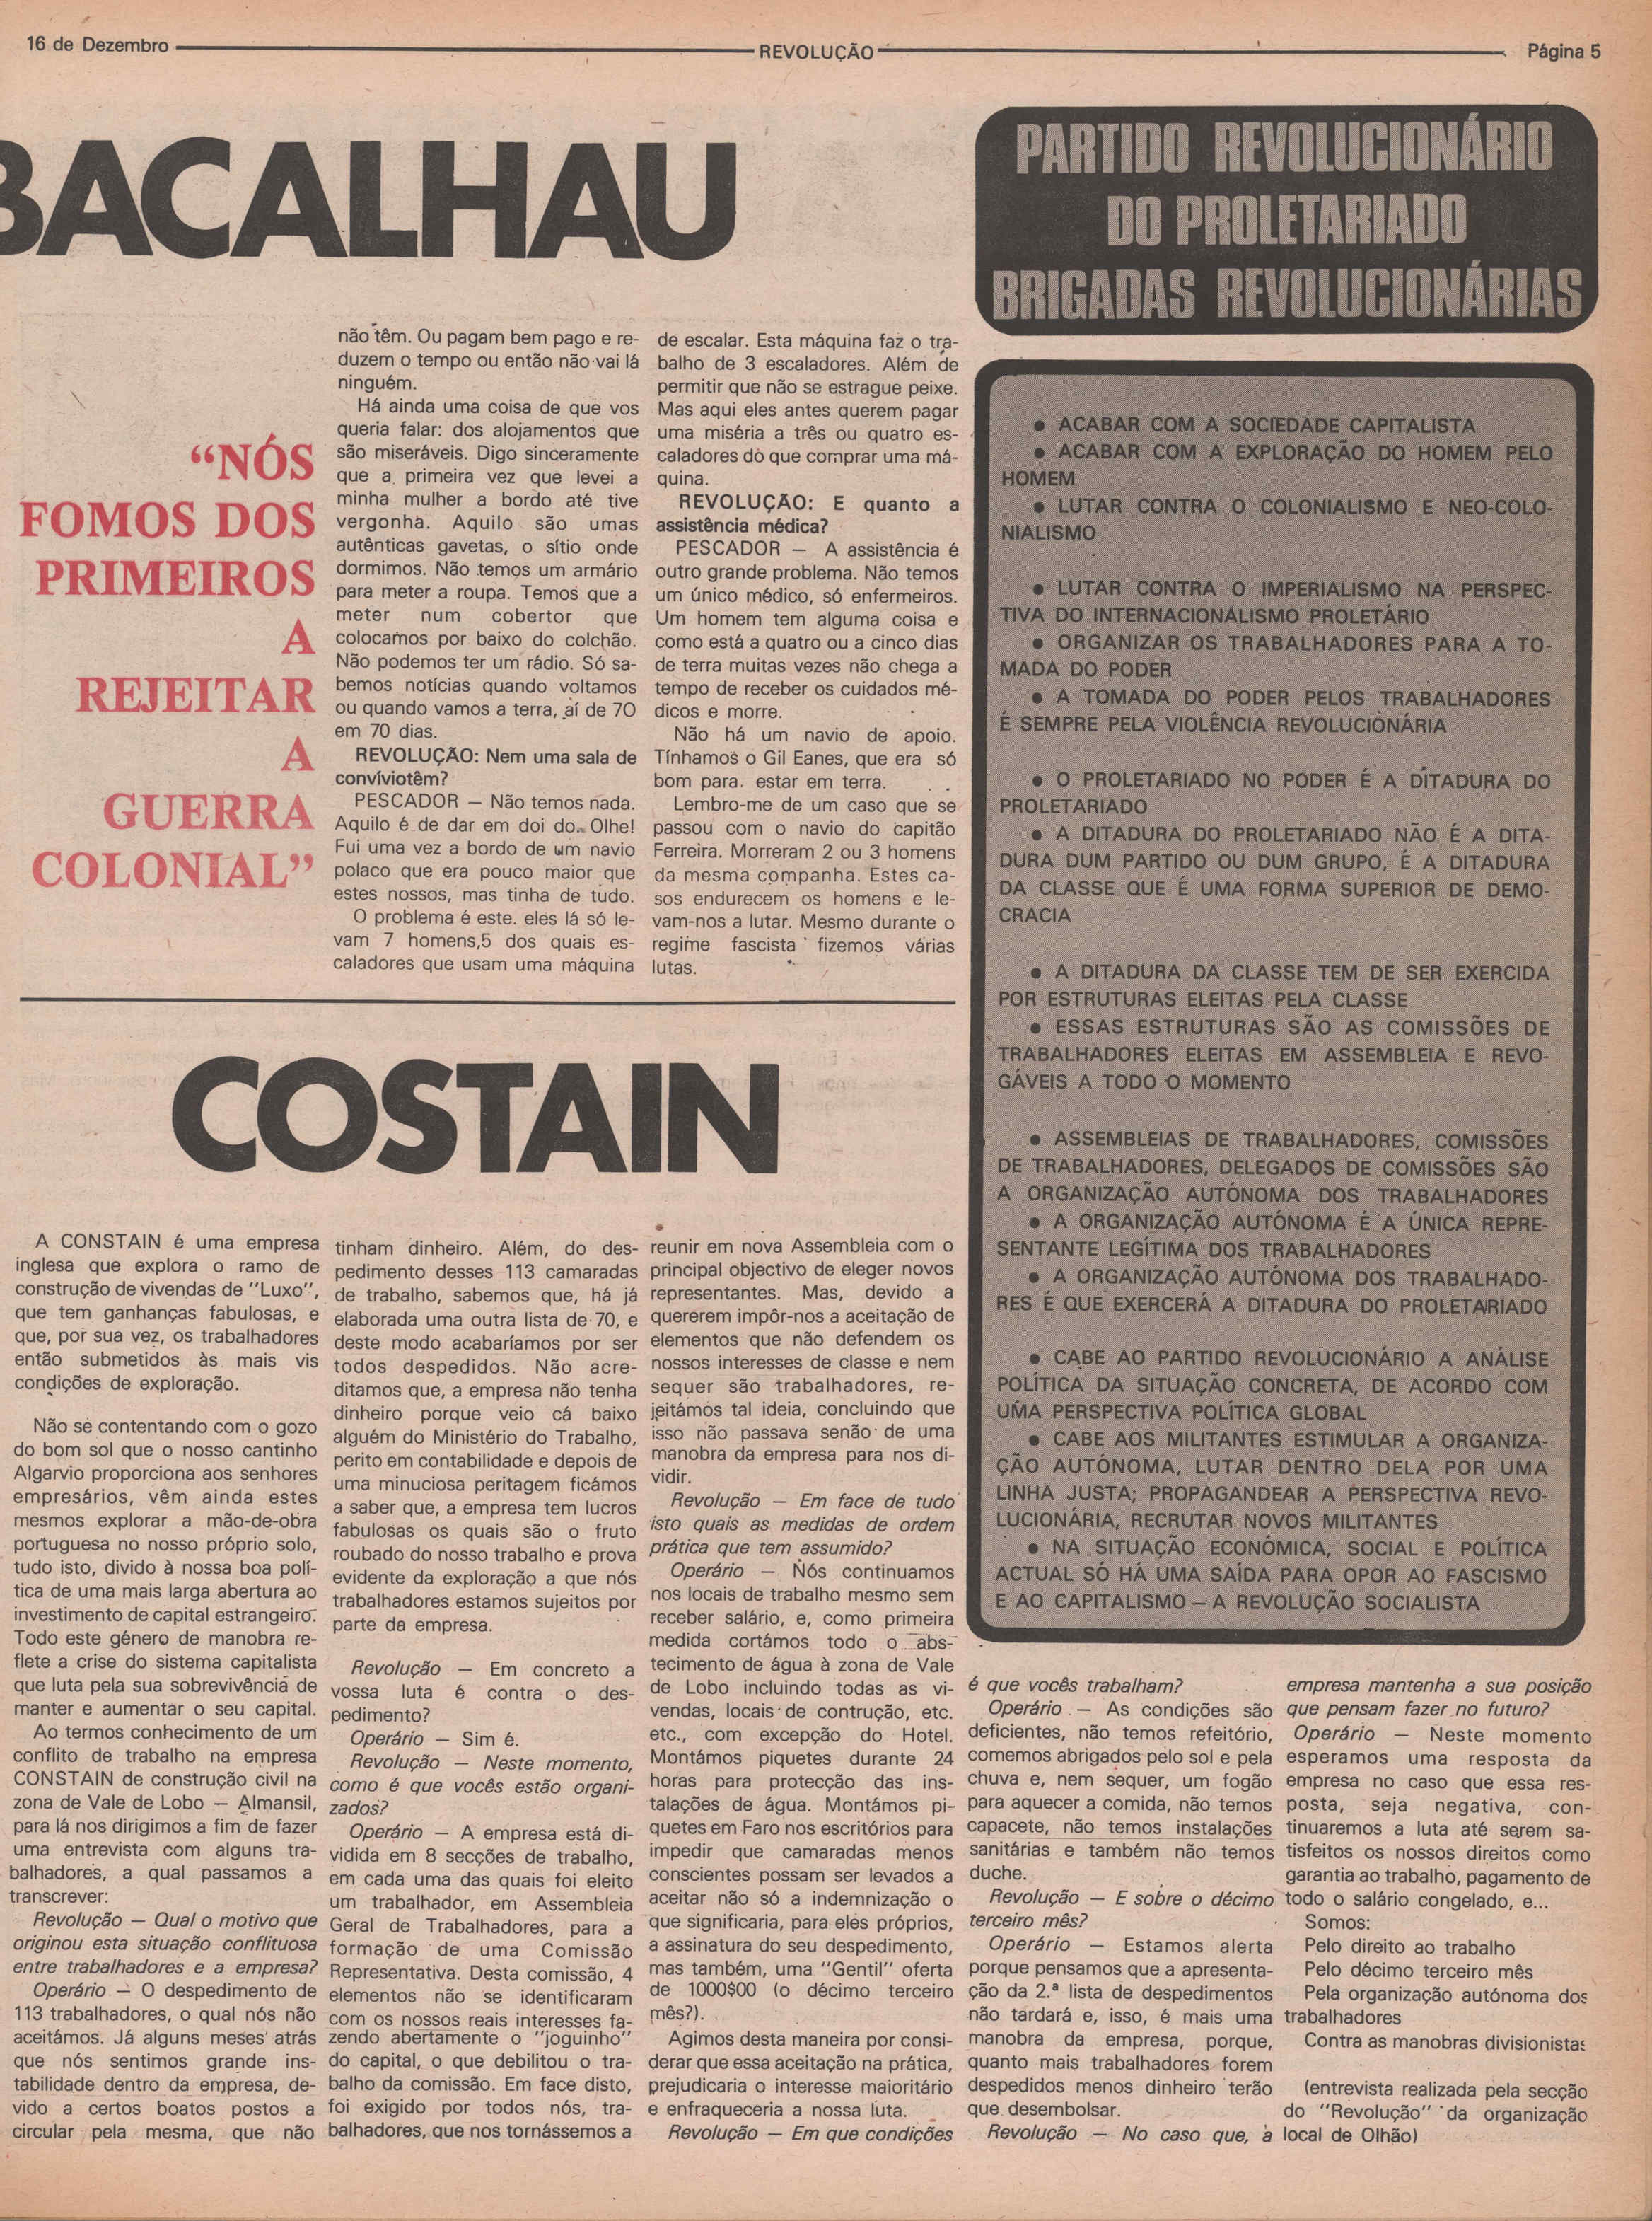 16 de Dezembro
REVOLUÇÃO
Página 5
BACALHAU
"NÓS
FOMOS DOS
PRIMEIROS
A
REJEITAR
A
GUERRA
COLONIAL"
não têm. Ou pagam bem pago e re-
duzem o tempo ou então não vai lá
ninguém.
Há ainda uma coisa de que vos
queria falar: dos alojamentos que
são miseráveis. Digo sinceramente
que a primeira vez que levei a
minha mulher a bordo até tive
vergonha. Aquilo são umas
autênticas gavetas, o sítio onde
dormimos. Não temos um armário
para meter a roupa. Temos que a
meter num cobertor que
colocamos por baixo do colchão.
Não podemos ter um rádio. Só sa-
bemos notícias quando voltamos
ou quando vamos a terra, aí de 70
em 70 dias.
REVOLUÇÃO: Nem uma sala de
convíviotêm?
PESCADOR — Não temos nada.
Aquilo é de dar em doi do. Olhe!
Fui uma vez a bordo de um navio
polaco que era pouco maior que
estes nossos, mas tinha de tudo.
O problema é este. eles lá só le-
vam 7 homens,5 dos quais es-
caladores que usam uma máquina
de escalar. Esta máquina faz o tra-
balho de 3 escaladores. Além de
permitir que não se estrague peixe.
Mas aqui eles antes querem pagar
uma miséria a três ou quatro es-
caladores do que comprar uma má-
quina.
REVOLUÇÃO: E quanto a
assistência médica?
PESCADOR — A assistência é
outro grande problema. Não temos
um único médico, só enfermeiros.
Um homem tem alguma coisa e
como está a quatro ou a cinco dias
de terra muitas vezes não chega a
tempo de receber os cuidados mé-
dicos e morre.
Não há um navio de apoio.
Tínhamos o Gil Eanes, que era só
bom para. estar em terra.
Lembro-me de um caso que se
passou com o navio do capitão
Ferreira. Morreram 2 ou 3 homens
da mesma companha. Estes ca-
sos endurecem os homens e le-
vam-nos a lutar. Mesmo durante o
regime fascista fizemos várias
lutas.
PARTIDO REVOLUCIONÁRIO
DO PROLETARIADO
BRIGADAS REVOLUCIONÁRIAS
● ACABAR COM A SOCIEDADE CAPITALISTA
● ACABAR COM A EXPLORAÇÃO DO HOMEM PELO
HOMEM
● LUTAR CONTRA O COLONIALISMO E NEO-COLO-
NIALISMO
● LUTAR CONTRA O IMPERIALISMO NA PERSPEC-
TIVA DO INTERNACIONALISMO PROLETÁRIO
● ORGANIZAR OS TRABALHADORES PARA A TO-
MADA DO PODER
● A TOMADA DO PODER PELOS TRABALHADORES
É SEMPRE PELA VIOLÊNCIA REVOLUCIONÀRIA
● O PROLETARIADO NO PODER É A DITADURA DO
PROLETARIADO
● A DITADURA DO PROLETARIADO NÃO É A DITA-
DURA DUM PARTIDO OU DUM GRUPO, É A DITADURA
DA CLASSE QUE É UMA FORMA SUPERIOR DE DEMO-
CRACIA
● A DITADURA DA CLASSE TEM DE SER EXERCIDA
POR ESTRUTURAS ELEITAS PELA CLASSE
● ESSAS ESTRUTURAS SÃO AS COMISSÕES DE
TRABALHADORES ELEITAS EM ASSEMBLEIA E REVO-
GÁVEIS A TODO O MOMENTO
● ASSEMBLEIAS DE TRABALHADORES, COMISSÕES
DE TRABALHADORES, DELEGADOS DE COMISSÕES SÃO
A ORGANIZAÇÃO AUTÓNOMA DOS TRABALHADORES
● A ORGANIZAÇÃO AUTÓNOMA É A ÚNICA REPRE-
SENTANTE LEGÍTIMA DOS TRABALHADORES
● A ORGANIZAÇÃO AUTÓNOMA DOS TRABALHADO-
RES É QUE EXERCERÁ A DITADURA DO PROLETARIADO
● CABE AO PARTIDO REVOLUCIONÁRIO A ANÁLISE
POLÍTICA DA SITUAÇÃO CONCRETA, DE ACORDO COM
UMA PERSPECTIVA POLÍTICA GLOBAL
● CABE AOS MILITANTES ESTIMULAR A ORGANIZA-
ÇÃO AUTÓNOMA, LUTAR DENTRO DELA POR UMA
LINHA JUSTA; PROPAGANDEAR A PERSPECTIVA REVO-
LUCIONÁRIA, RECRUTAR NOVOS MILITANTES
● NA SITUAÇÃO ECONÓMICA, SOCIAL E POLÍTICA
ACTUAL SÓ HÁ UMA SAÍDA PARA OPOR AO FASCISMO
E AO CAPITALISMO — A REVOLUÇÃO SOCIALISTA
COSTAIN
A CONSTAIN é uma empresa
inglesa que explora o ramo de
construção de vivendas de "Luxo",
que tem ganhanças fabulosas, e
que, por sua vez, os trabalhadores
então submetidos às mais vis
condições de exploração.
Não se contentando com o gozo
do bom sol que o nosso cantinho
Algarvio proporciona aos senhores
empresários, vêm ainda estes
mesmos explorar a mão-de-obra
portuguesa no nosso próprio solo,
tudo isto, divido à nossa boa polí-
tica de uma mais larga abertura ao
investimento de capital estrangeiro.
Todo este género de manobra re-
flete a crise do sistema capitalista
que luta pela sua sobrevivência de
manter e aumentar o seu capital.
Ao termos conhecimento de um
conflito de trabalho na empresa
CONSTAIN de construção civil na
zona de Vale de Lobo — Almansil,
para lá nos dirigimos a fim de fazer
uma entrevista com alguns tra-
balhadores, a qual passamos a
transcrever:
Revolução — Qual o motivo que
originou esta situação conflituosa
entre trabalhadores e a empresa?
Operário — O despedimento de
113 trabalhadores, o qual nós não
aceitámos. Já alguns meses atrás
que nós sentimos grande ins-
tabilidade dentro da empresa, de-
vido a certos boatos postos a
circular pela mesma, que não
tinham dinheiro. Além, do des-
pedimento desses 113 camaradas
de trabalho, sabemos que, há já
elaborada uma outra lista de 70, e
deste modo acabaríamos por ser
todos despedidos. Não acre-
ditamos que, a empresa não tenha
dinheiro porque veio cá baixo
alguém do Ministério do Trabalho,
perito em contabilidade e depois de
uma minuciosa peritagem ficámos
a saber que, a empresa tem lucros
fabulosas os quais são o fruto
roubado do nosso trabalho e prova
evidente da exploração a que nós
trabalhadores estamos sujeitos por
parte da empresa.
Revolução — Em concreto a
vossa luta é contra o des-
pedimento?
Operário — Sim é.
Revolução — Neste momento,
como é que vocês estão organi-
zados?
Operário — A empresa está di-
vidida em 8 secções de trabalho,
em cada uma das quais foi eleito
um trabalhador, em Assembleia
Geral de Trabalhadores, para a
formação de uma Comissão
Representativa. Desta comissão, 4
elementos não se identificaram
com os nossos reais interesses fa-
zendo abertamente o "joguinho"
do capital, o que debilitou o tra-
balho da comissão. Em face disto,
foi exigido por todos nós, tra-
balhadores, que nos tornássemos a
reunir em nova Assembleia com o
principal objectivo de eleger novos
representantes. Mas, devido a
quererem impôr-nos a aceitação de
elementos que não defendem os
nossos interesses de classe e nem
sequer são trabalhadores, re-
jeitámos tal ideia, concluindo que
isso não passava senão de uma
manobra da empresa para nos di-
vidir.
Revolução — Em face de tudo
isto quais as medidas de ordem
prática que tem assumido?
Operário — Nós continuamos
nos locais de trabalho mesmo sem
receber salário, e, como primeira
medida cortámos todo o abs-
tecimento de água à zona de Vale
de Lobo incluindo todas as vi-
vendas, locais de contrução, etc.
etc., com excepção do Hotel.
Montámos piquetes durante 24
horas para protecção das ins-
talações de água. Montámos pi-
quetes em Faro nos escritórios para
impedir que camaradas menos
conscientes possam ser levados a
aceitar não só a indemnização o
que significaria, para eles próprios,
a assinatura do seu despedimento,
mas também, uma "Gentil" oferta
de 1000$00 (o décimo terceiro
mês?).
Agimos desta maneira por consi-
derar que essa aceitação na prática,
prejudicaria o interesse maioritário
e enfraqueceria a nossa luta.
Revolução — Em que condições
é que vocês trabalham?
Operário — As condições são
deficientes, não temos refeitório,
comemos abrigados pelo sol e pela
chuva e, nem sequer, um fogão
para aquecer a comida, não temos
capacete, não temos instalações
sanitárias e também não temos
duche.
Revolução — E sobre o décimo
terceiro mês?
Operário — Estamos alerta
porque pensamos que a apresenta-
ção da 2.ª lista de despedimentos
não tardará e, isso, é mais uma
manobra da empresa, porque,
quanto mais trabalhadores forem
despedidos menos dinheiro terão
que desembolsar.
Revolução — No caso que, a
empresa mantenha a sua posição
que pensam fazer no futuro?
Operário — Neste momento
esperamos uma resposta da
empresa no caso que essa res-
posta, seja negativa, con-
tinuaremos a luta até serem sa-
tisfeitos os nossos direitos como
garantia ao trabalho, pagamento de
todo o salário congelado, e...
Somos:
Pelo direito ao trabalho
Pelo décimo terceiro mês
Pela organização autónoma dos
trabalhadores
Contra as manobras divisionistas
(entrevista realizada pela secção
do "Revolução" da organização
local de Olhão)